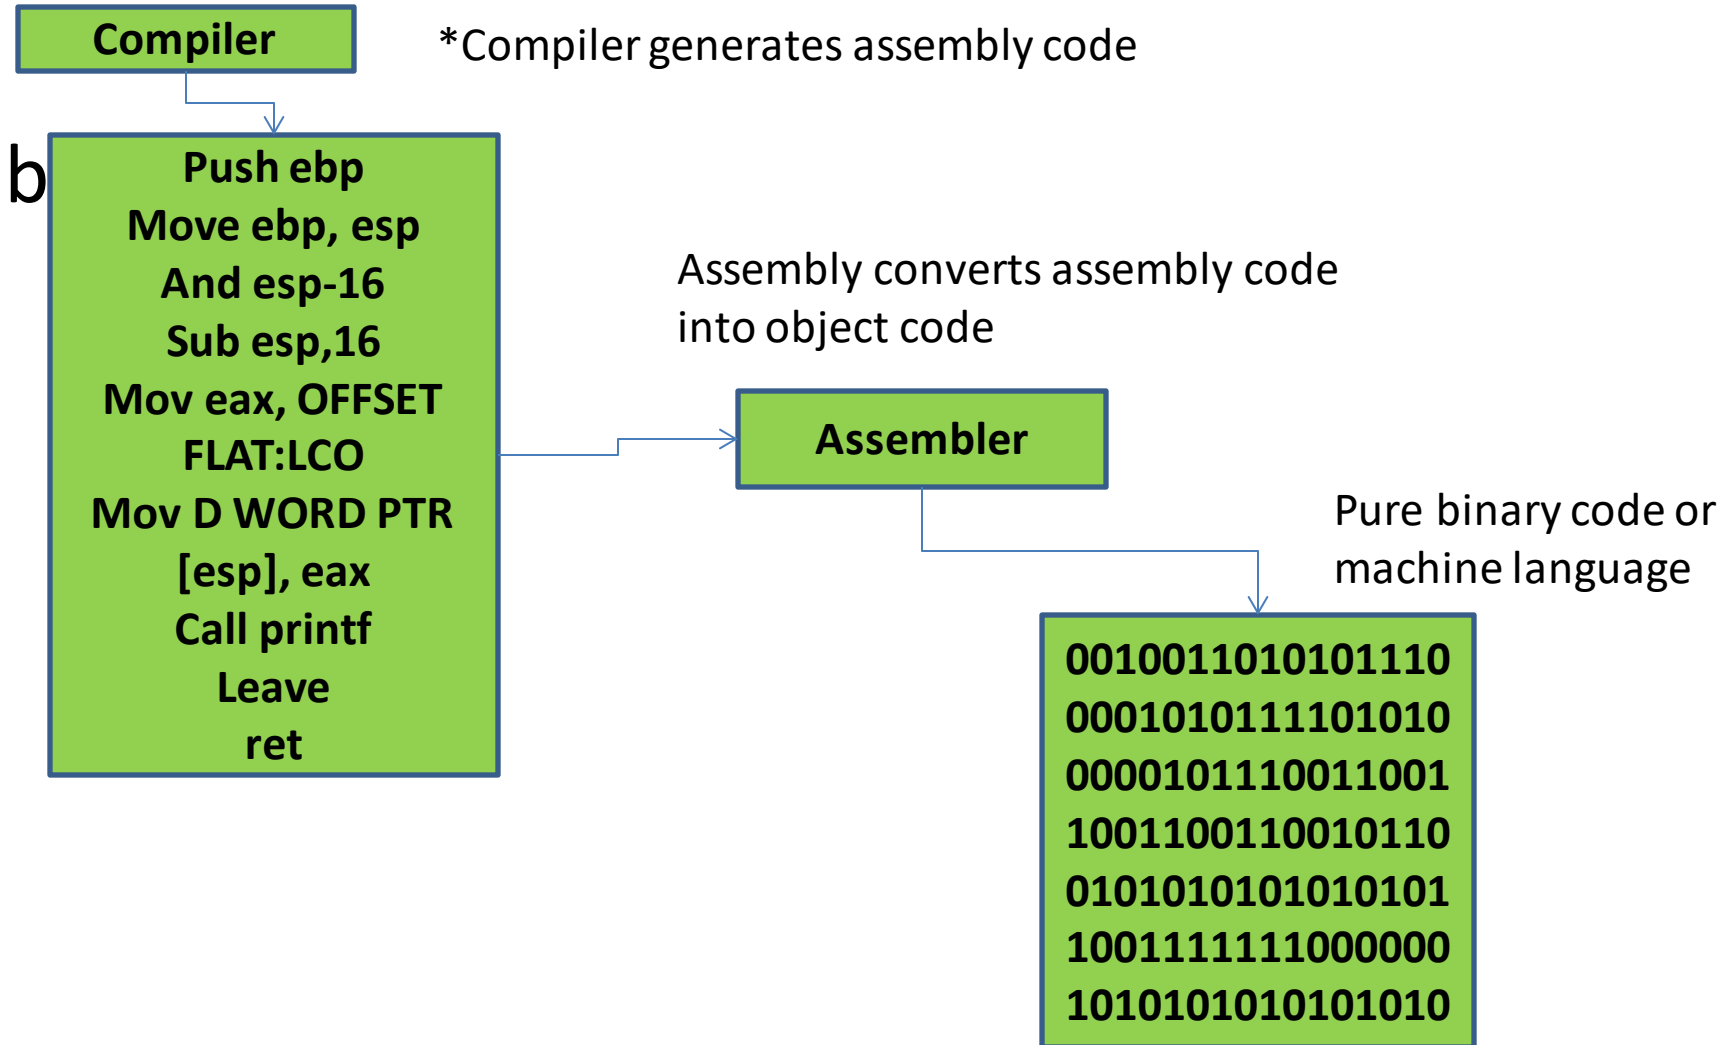 Compiler
*Compiler generates assembly code
b
Push ebp
Move ebp, esp
And esp-16
Sub esp,16
Mov eax, OFFSET
FLAT:LCO
Mov D WORD PTR
[esp], eax
Call printf
Leave
ret
Assembly converts assembly code
into object code
Assembler
Pure binary code or
machine language
0010011010101110
0001010111101010
0000101110011001
1001100110010110
0101010101010101
1001111111000000
1010101010101010